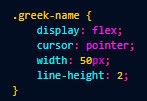 .greek-name {
    display: flex;
    cursor: pointer;
    width: 50px;
    line-height: 2;
}